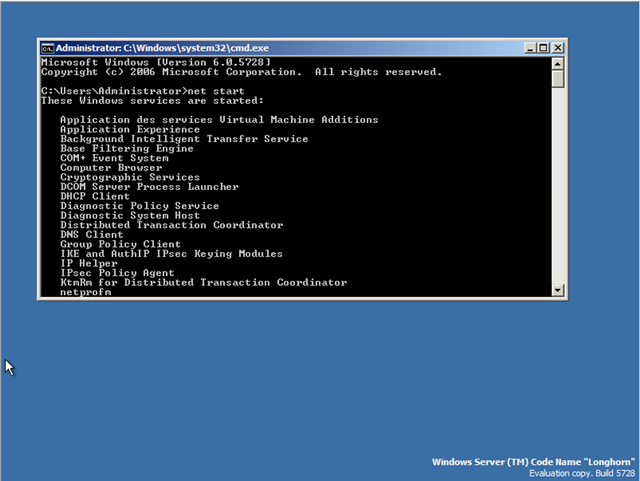 Administrator: C:\Windows\system32\cmd.exe
Microsoft Windows [Version 6.0.5728]
Copyright (c) 2006 Microsoft Corporation.  All rights reserved.
C:\Users\Administrator>net start
These Windows services are started:
Application des services Virtual Machine Additions
Application Experience
Background Intelligent Transfer Service
Base Filtering Engine
COM+ Event System
Computer Browser
Cryptographic Services
DCOM Server Process Launcher
DHCP Client
Diagnostic Policy Service
Diagnostic System Host
Distributed Transaction Coordinator
DNS Client
Group Policy Client
IKE and AuthIP IPsec Keying Modules
IP Helper
IPsec Policy Agent
KtmRm for Distributed Transaction Coordinator
netprofm
Windows Server (TM) Code Name "Longhorn"
Evaluation copy. Build 5728